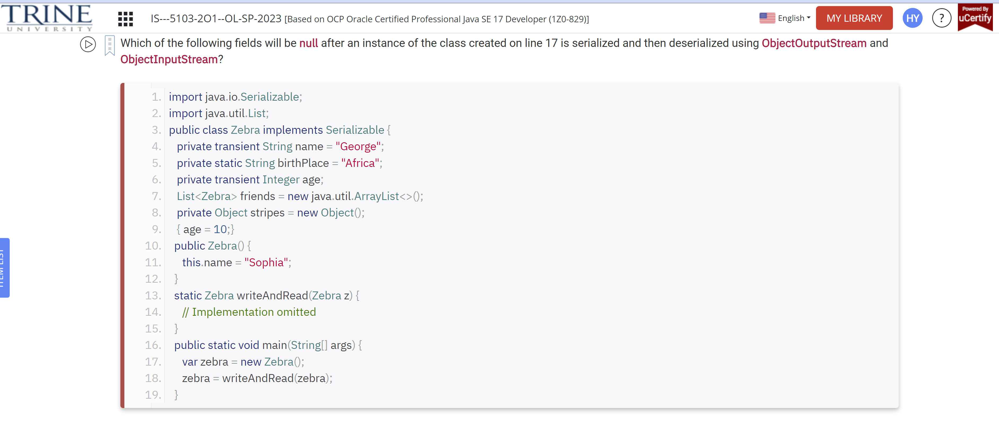 TRINE
UNIVERSITY
IS---5103-2O1--OL-SP-2023 [Based on OCP Oracle Certified Professional Java SE 17 Developer (1Z0-829)]
English
MY LIBRARY
HY
?
Powered By
uCertify
Which of the following fields will be null after an instance of the class created on line 17 is serialized and then deserialized using ObjectOutputStream and
ObjectInputStream?
1. import java.io.Serializable;
2. import java.util.List;
3. public class Zebra implements Serializable {
4. private transient String name = "George";
5. private static String birthPlace = "Africa";
6. private transient Integer age;
7. List<Zebra> friends = new java.util.ArrayList<>();
8. private Object stripes = new Object();
9. { age = 10;}
10. public Zebra() {
11. this.name = "Sophia";
12. }
13. static Zebra writeAndRead(Zebra z) {
14. // Implementation omitted
15. }
16. public static void main(String[] args) {
17. var zebra = new Zebra();
18. zebra = writeAndRead(zebra);
19. }
ITEM LIST